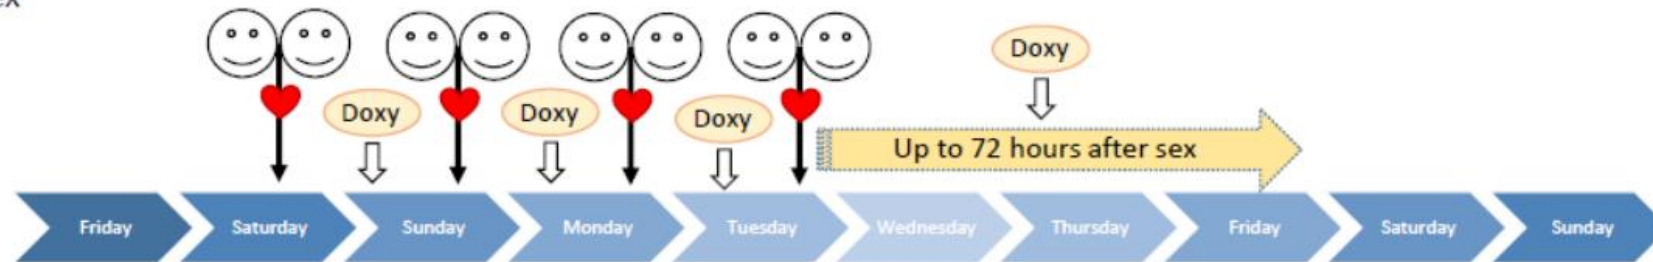 ex
Doxy
Doxy
Doxy
Doxy
Up to 72 hours after sex
Friday
Saturday
Sunday
Monday
Tuesday
Wednesday
Thursday
Friday
Saturday
Sunday